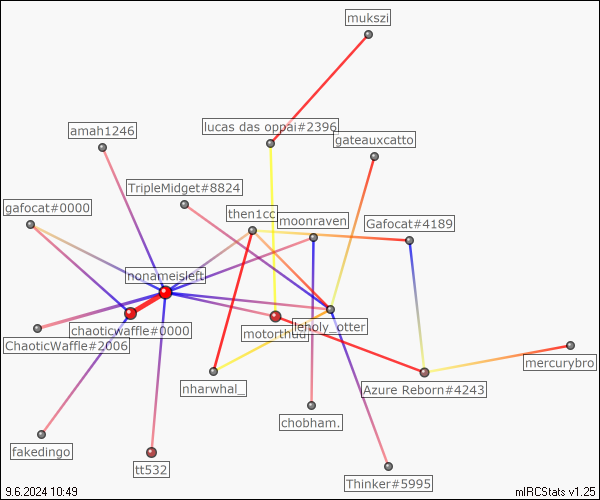 mukszi
lucas das oppai#2396
amah1246
gateauxcatto
TripleMidget#8824
gafocat#0000
then1cc
moonraven
Gafocat#4189
nonameisleft
chaoticwaffle#0000
motorthuu
leholy_otter
ChaoticWaffle#2006
mercurybro
nharwhal_
Azure Reborn#4243
chobham.
fakedingo
tt532
Thinker#5995
9.6.2024 10:49
mIRCStats v1.25